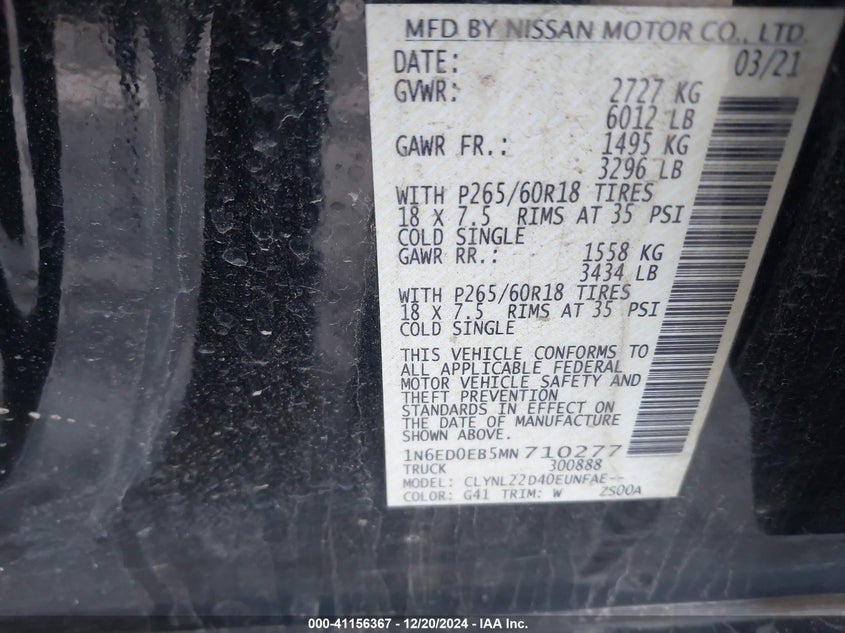 MFD BY NISSAN MOTOR CO., LTD.
DATE: 03/21
GVWR: 2727 KG
6012 LB
GAWR FR.: 1495 KG
3296 LB
WITH P265/60R18 TIRES
18 X 7.5 RIMS AT 35 PSI
COLD SINGLE
GAWR RR.: 1558 KG
3434 LB
WITH P265/60R18 TIRES
18 X 7.5 RIMS AT 35 PSI
COLD SINGLE
THIS VEHICLE CONFORMS TO
ALL APPLICABLE FEDERAL
MOTOR VEHICLE SAFETY AND
THEFT PREVENTION
STANDARDS IN EFFECT ON
THE DATE OF MANUFACTURE
SHOWN ABOVE.
1N6ED0EB5MN710277
TRUCK 300888
MODEL: CLYNLZ2D40EUNFAE--
COLOR: G41 TRIM: W ZS00A
000-41156367 - 12/20/2024 - IAA Inc.